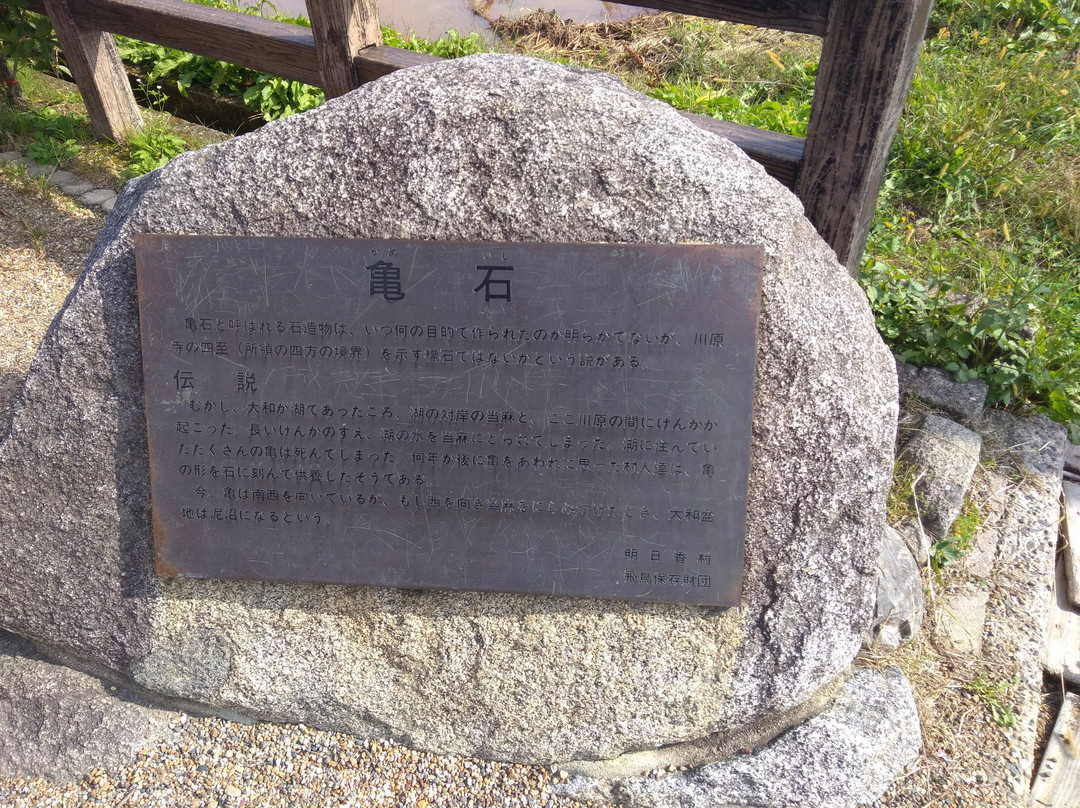 かめ いし
亀 石
亀石と呼ばれる石造物は、いつ何の目的で作られたのか明らかでないが、川原
寺の四至(所領の四方の境界)を示す標石ではないかという説がある。
伝 説
むかし、大和が湖であったころ、湖の対岸の当麻と、ここ川原の間にけんかが
起こった。長いけんかのすえ、湖の水を当麻にとられてしまった。湖に住んでい
たたくさんの亀は死んでしまった。何年か後に亀をあわれに思った村人達は、亀
の形を石に刻んで供養したそうである。
今、亀は南西を向いているが、もし西を向き当麻をにらみつけたとき、大和盆
地は泥沼になるという。
明日香村
飛鳥保存財団